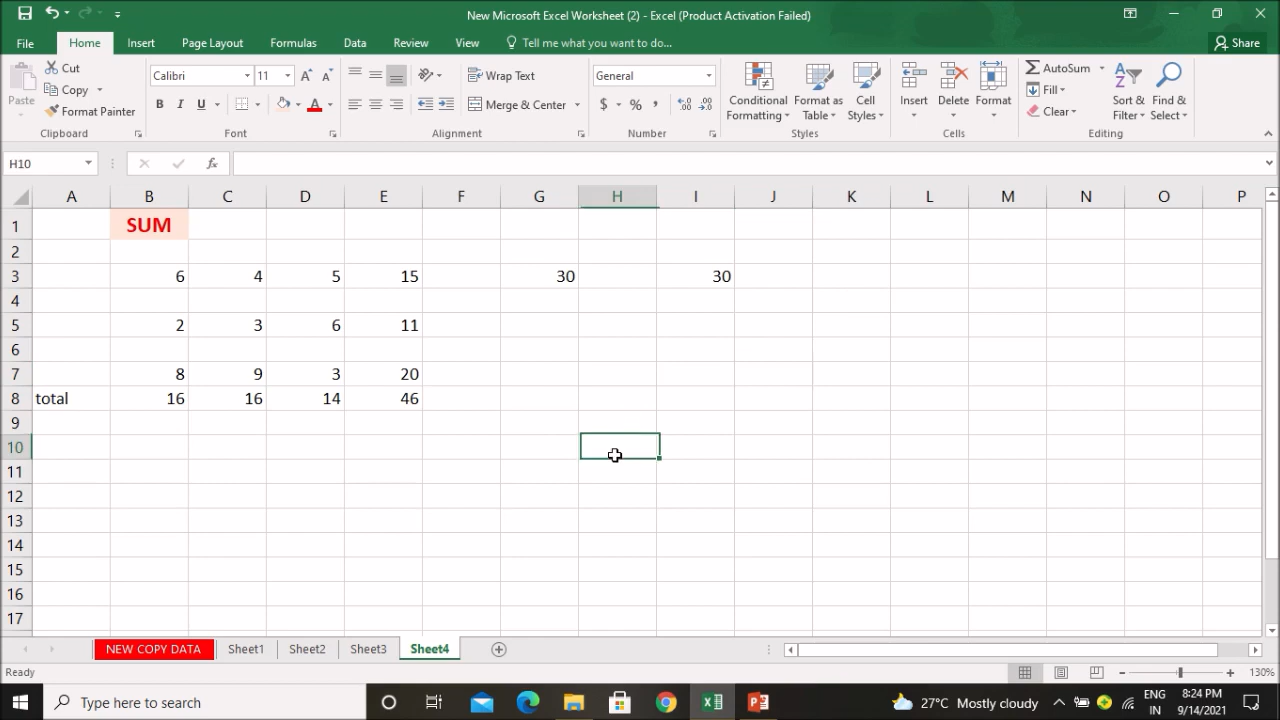 New Microsoft Excel Worksheet (2) - Excel (Product Activation Failed)
File Home Insert Page Layout Formulas Data Review View Tell me what you want to do... Share
Paste Cut Copy Format Painter Clipboard
Calibri 11 A A B I U A Font
Wrap Text Merge & Center Alignment
General $ % , Number
Conditional Formatting Format as Table Cell Styles Styles
Insert Delete Format Cells
AutoSum Fill Clear Sort & Filter Find & Select Editing
H10 fx
A B C D E F G H I J K L M N O P
1 SUM
2
3 6 4 5 15 30 30
4
5 2 3 6 11
6
7 8 9 3 20
8 total 16 16 14 46
9
10
11
12
13
14
15
16
17
NEW COPY DATA Sheet1 Sheet2 Sheet3 Sheet4
Ready 130%
Type here to search 27°C Mostly cloudy ENG IN 8:24 PM 9/14/2021